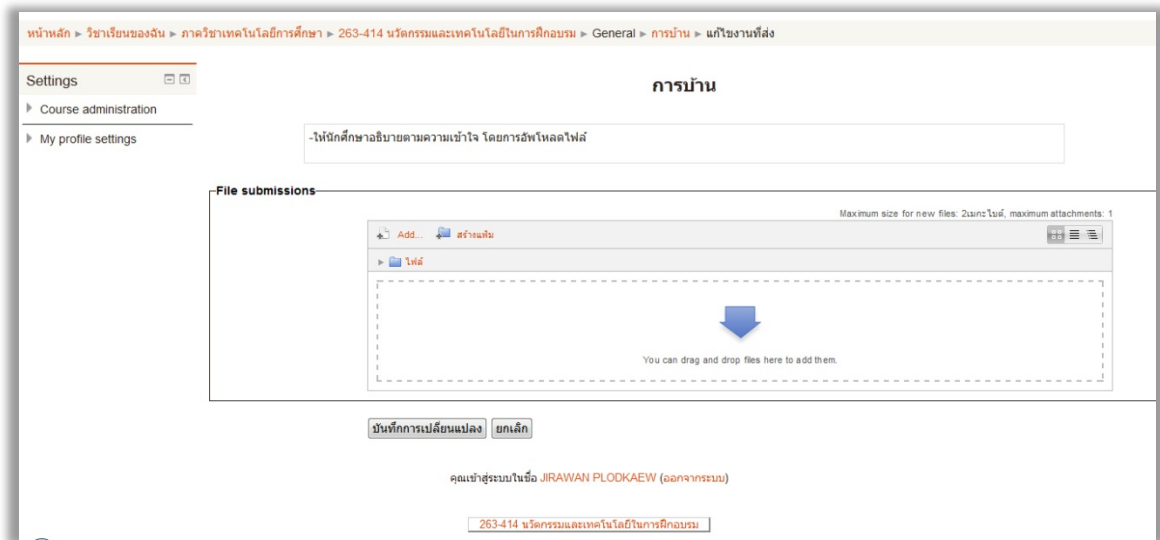 หน้าหลัก ► วิชาเรียนของฉัน ► ภาควิชาเทคโนโลยีการศึกษา ► 263-414 นวัตกรรมและเทคโนโลยีในการฝึกอบรม ► General ► การบ้าน ► แก้ไขงานที่ส่ง
Settings
Course administration
My profile settings
การบ้าน
-ให้นักศึกษาอธิบายตามความเข้าใจ โดยการอัพโหลดไฟล์
File submissions
Maximum size for new files: 2เมกะไบต์, maximum attachments: 1
Add... สร้างแฟ้ม
► ไฟล์
You can drag and drop files here to add them.
บันทึกการเปลี่ยนแปลง ยกเลิก
คุณเข้าสู่ระบบในชื่อ JIRAWAN PLODKAEW (ออกจากระบบ)
263-414 นวัตกรรมและเทคโนโลยีในการฝึกอบรม